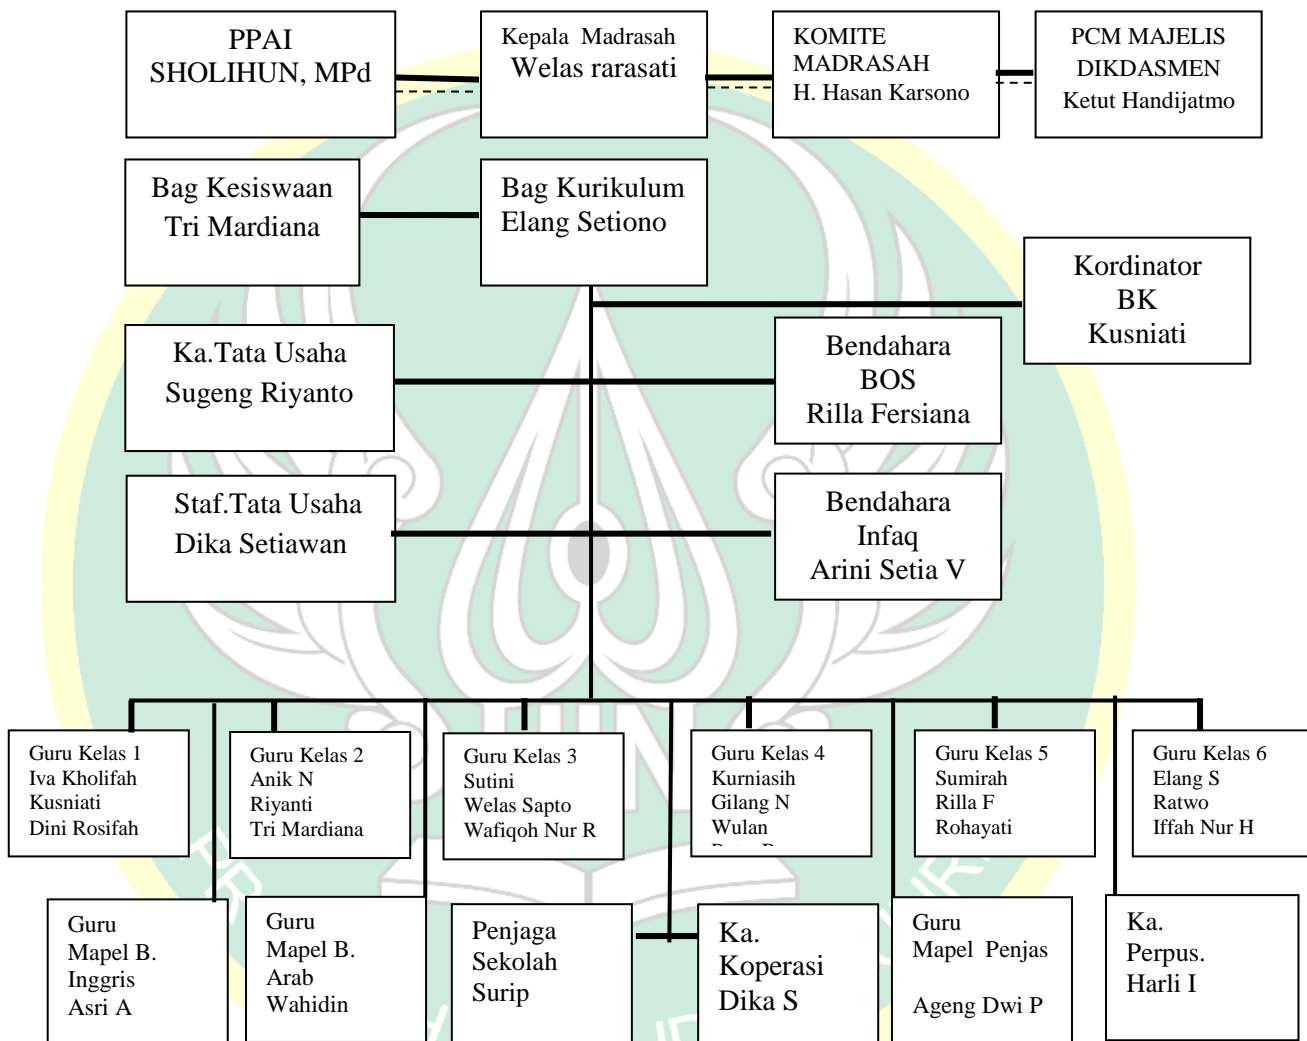 PPAI
SHOLIHUN, MPd
Kepala Madrasah
Welas rarasati
KOMITE
MADRASAH
H. Hasan Karsono
PCM MAJELIS
DIKDASMEN
Ketut Handijatmo
Bag Kesiswaan
Tri Mardiana
Bag Kurikulum
Elang Setiono
Kordinator
BK
Kusniati
Ka.Tata Usaha
Sugeng Riyanto
Bendahara
BOS
Rilla Fersiana
Staf.Tata Usaha
Dika Setiawan
Bendahara
Infaq
Arini Setia V
Guru Kelas 1
Iva Kholifah
Kusniati
Dini Rosifah
Guru Kelas 2
Anik N
Riyanti
Tri Mardiana
Guru Kelas 3
Sutini
Welas Sapto
Wafiqoh Nur R
Guru Kelas 4
Kurniasih
Gilang N
Wulan
Guru Kelas 5
Sumirah
Rilla F
Rohayati
Guru Kelas 6
Elang S
Ratwo
Iffah Nur H
Guru
Mapel B.
Inggris
Asri A
Guru
Mapel B.
Arab
Wahidin
Penjaga
Sekolah
Surip
Ka.
Koperasi
Dika S
Guru
Mapel Penjas
Ageng Dwi P
Ka.
Perpus.
Harli I